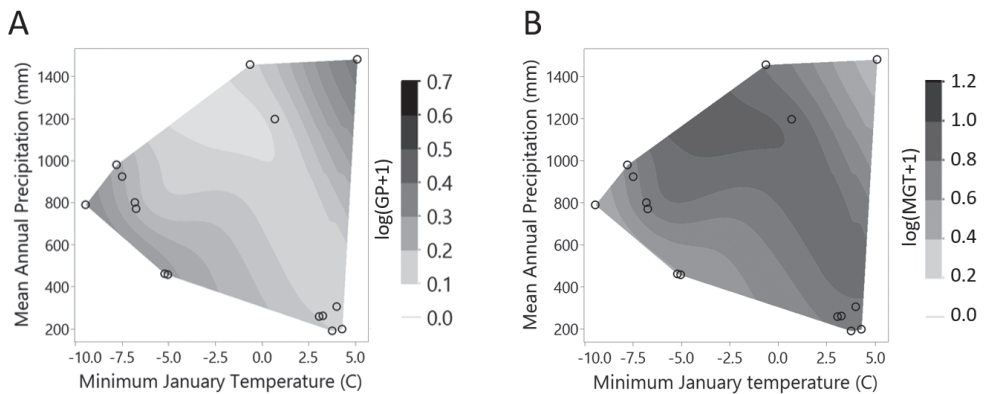 A
Mean Annual Precipitation (mm)
1400
1200
1000
800
600
400
200
-10.0 -7.5 -5.0 -2.5 0.0 2.5 5.0
Minimum January Temperature (C)
log(GP+1)
0.7
0.6
0.5
0.4
0.3
0.2
0.1
0.0
B
Mean Annual Precipitation (mm)
1400
1200
1000
800
600
400
200
-10.0 -7.5 -5.0 -2.5 0.0 2.5 5.0
Minimum January temperature (C)
log(MGT+1)
1.2
1.0
0.8
0.6
0.4
0.2
0.0